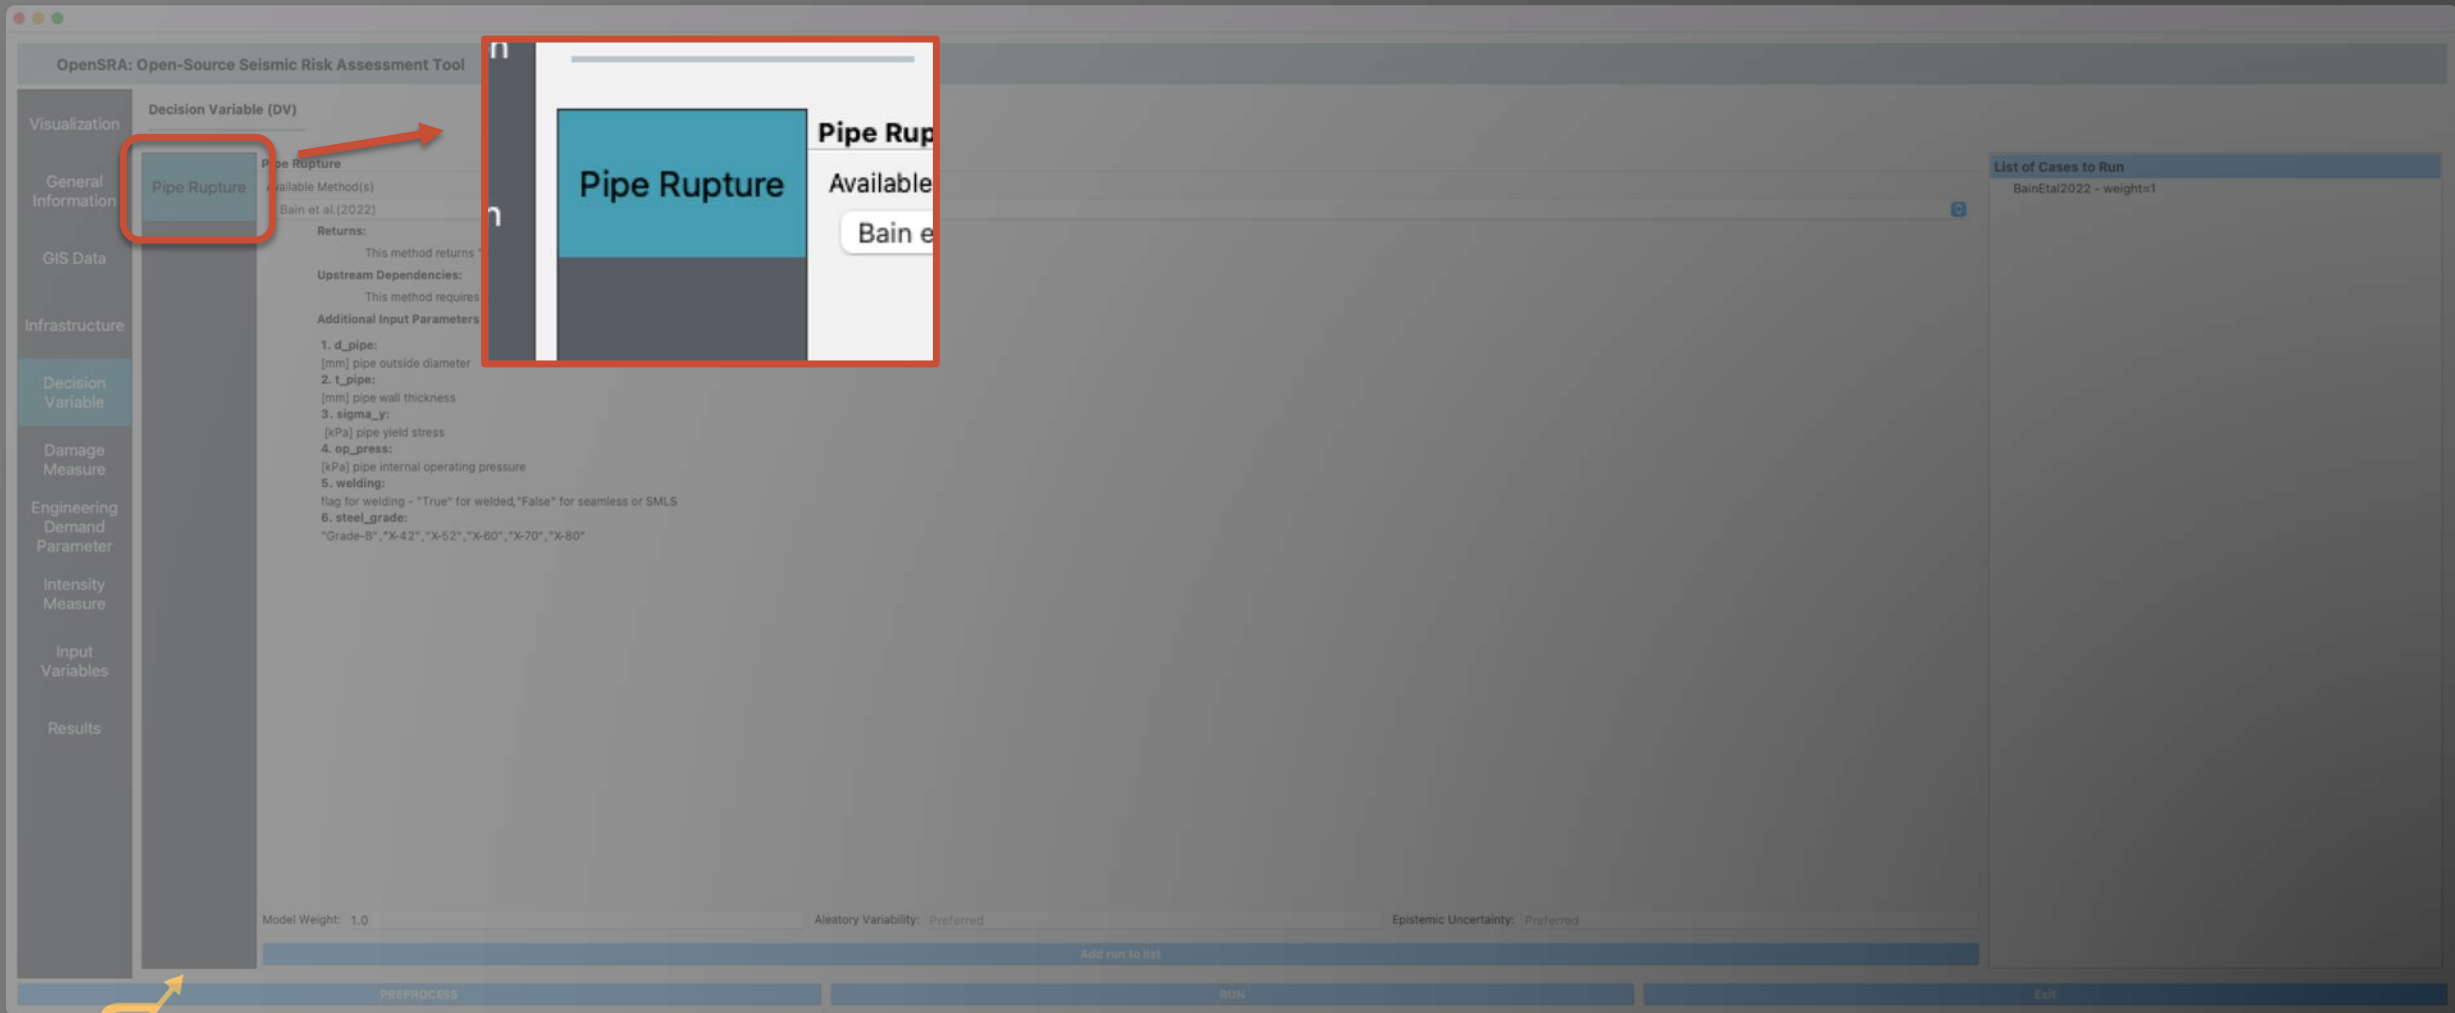 OpenSRA: Open-Source Seismic Risk Assessment Tool
Visualization
General
Information
GIS Data
Infrastructure
Decision
Variable
Damage
Measure
Engineering
Demand
Parameter
Intensity
Measure
Input
Variables
Results
Decision Variable (DV)
Pipe Rupture
Pipe Rupture
Available Method(s)
Bain et al. (2022)
Returns:
This method returns
Upstream Dependencies:
This method requires
Additional Input Parameters
1. d_pipe:
[mm] pipe outside diameter
2. t_pipe:
[mm] pipe wall thickness
3. sigma_y:
[kPa] pipe yield stress
4. op_press:
[kPa] pipe internal operating pressure
5. welding:
flag for welding - "True" for welded, "False" for seamless or SMLS
6. steel_grade:
"Grade-B", "X-42", "X-52", "X-60", "X-70", "X-80"
n
n
Pipe Rupture
Pipe Rup
Available
Bain e
List of Cases to Run
BainEtal2022 - weight=1
Model Weight: 1.0
Aleatory Variability: Preferred
Epistemic Uncertainty: Preferred
Add run to list
PREPROCESS
RUN
Exit